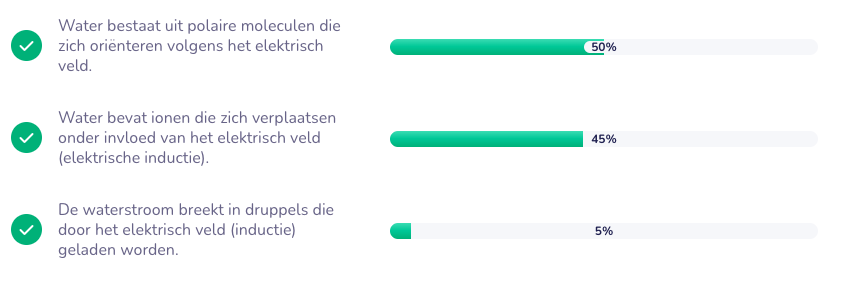 Water bestaat uit polaire moleculen die
zich oriënteren volgens het elektrisch
veld.
50%
Water bevat ionen die zich verplaatsen
onder invloed van het elektrisch veld
(elektrische inductie).
45%
De waterstroom breekt in druppels die
door het elektrisch veld (inductie)
geladen worden.
5%